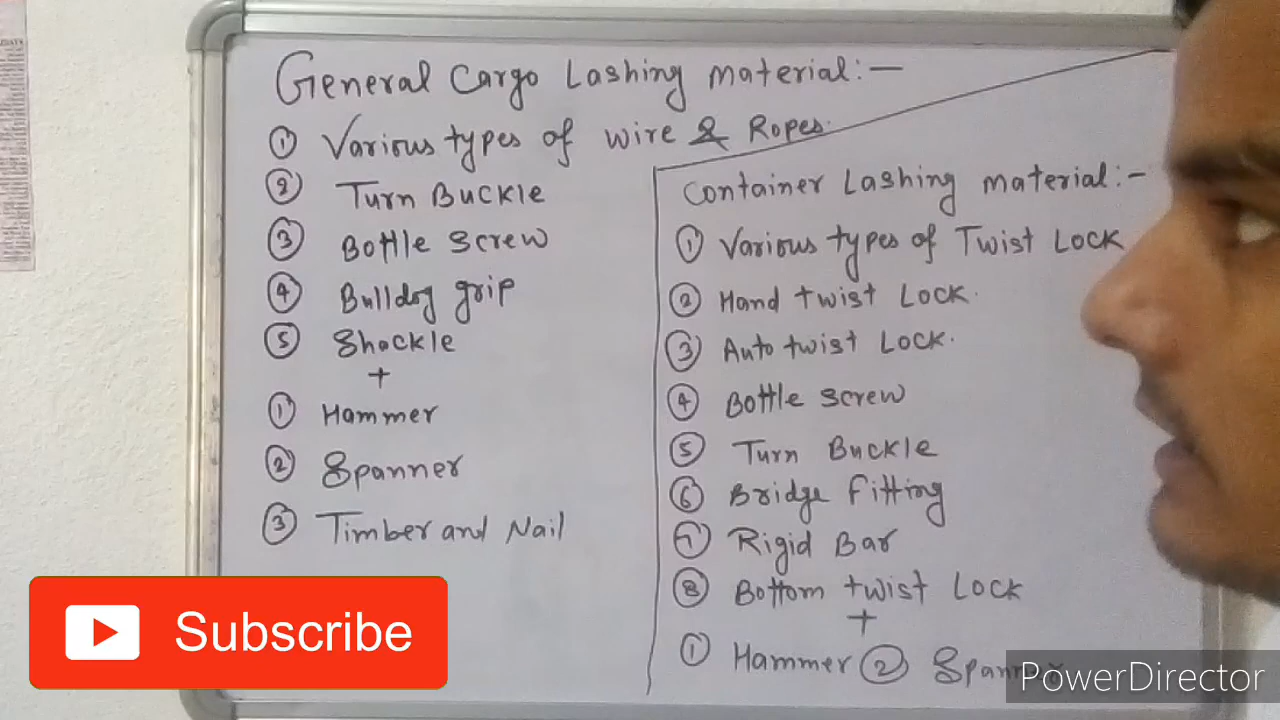 General Cargo Lashing material:-
① Various types of wire & Ropes.
② Turn Buckle
③ Bottle screw
④ Bulldog grip
⑤ Shackle
+
① Hammer
② Spanner
③ Timber and Nail
Container Lashing material:-
① Various types of Twist Lock
② Hand twist Lock.
③ Auto twist Lock.
④ Bottle screw
⑤ Turn Buckle
⑥ Bridge fitting
⑦ Rigid Bar
⑧ Bottom twist Lock
+
① Hammer ② Spanner
Subscribe
PowerDirector